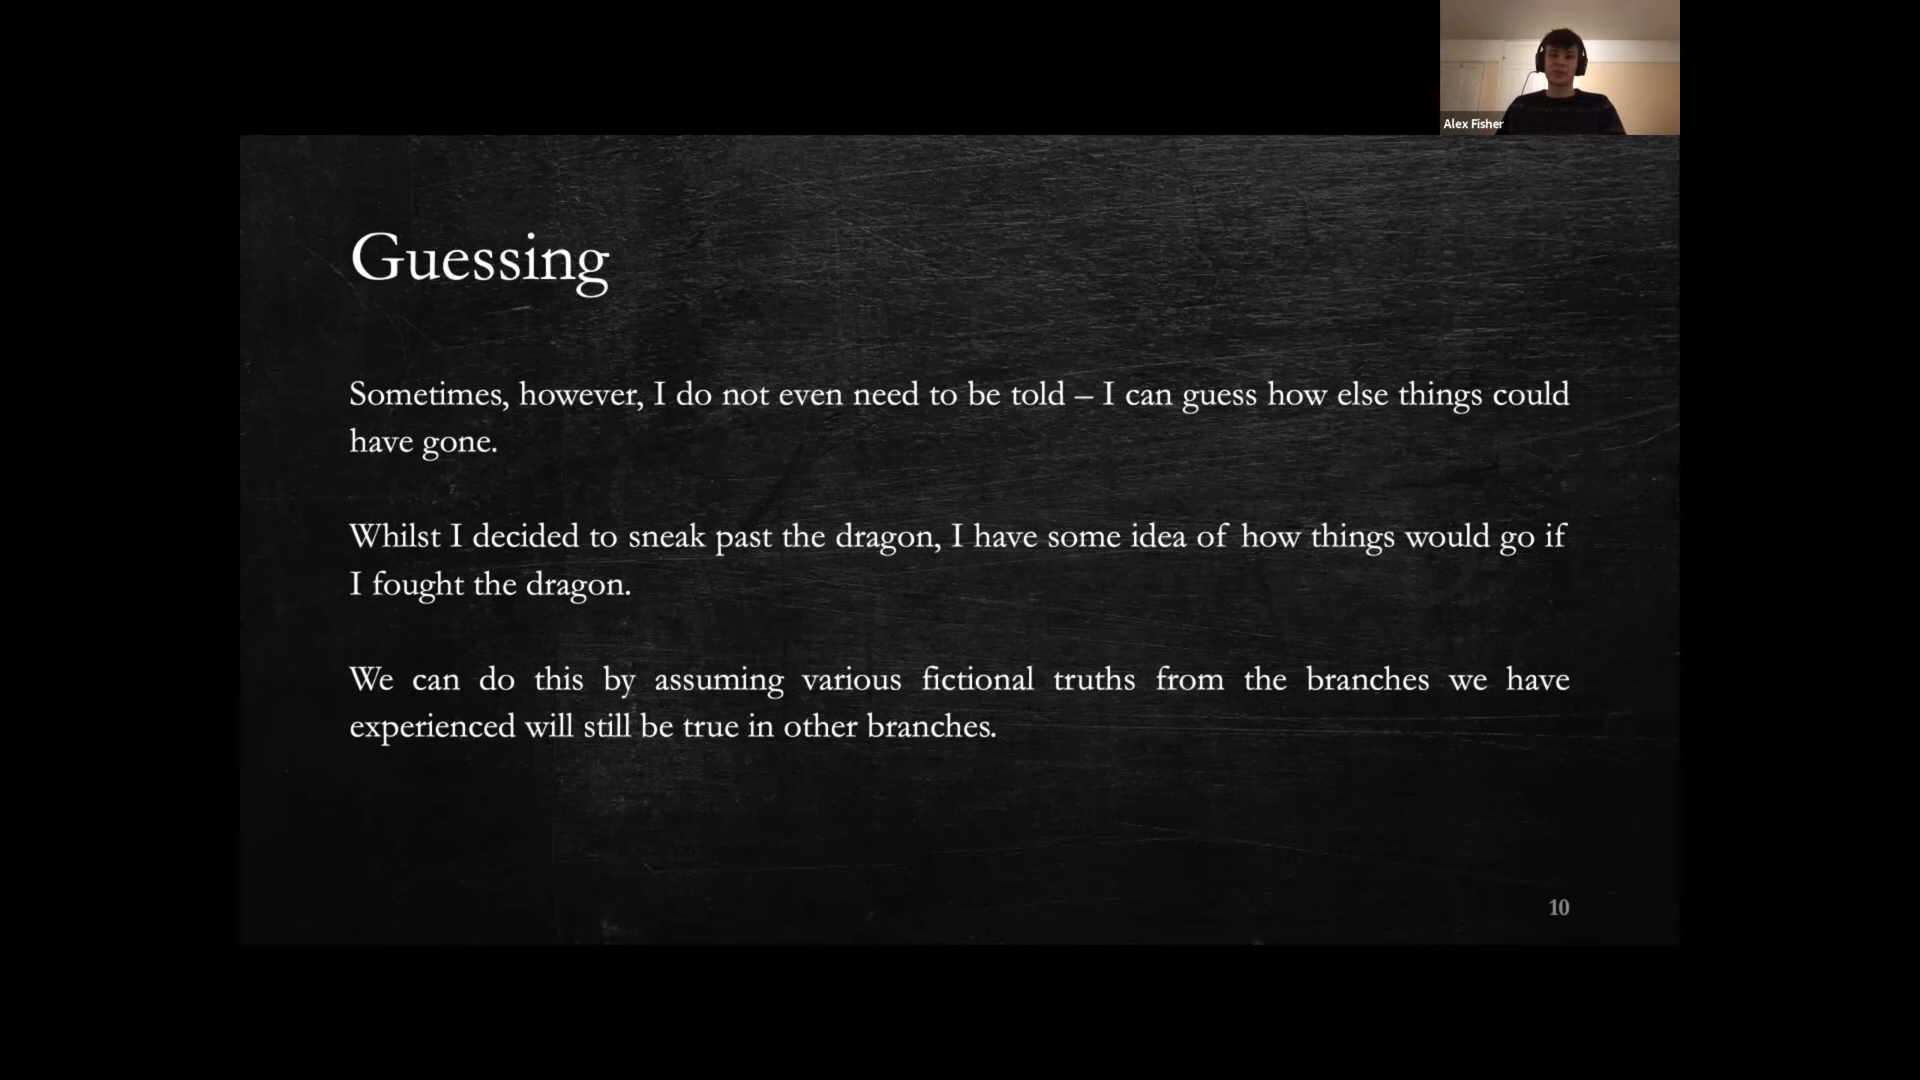 Alex Fisher
Guessing
Sometimes, however, I do not even need to be told – I can guess how else things could
have gone.
Whilst I decided to sneak past the dragon, I have some idea of how things would go if
I fought the dragon.
We can do this by assuming various fictional truths from the branches we have
experienced will still be true in other branches.
10